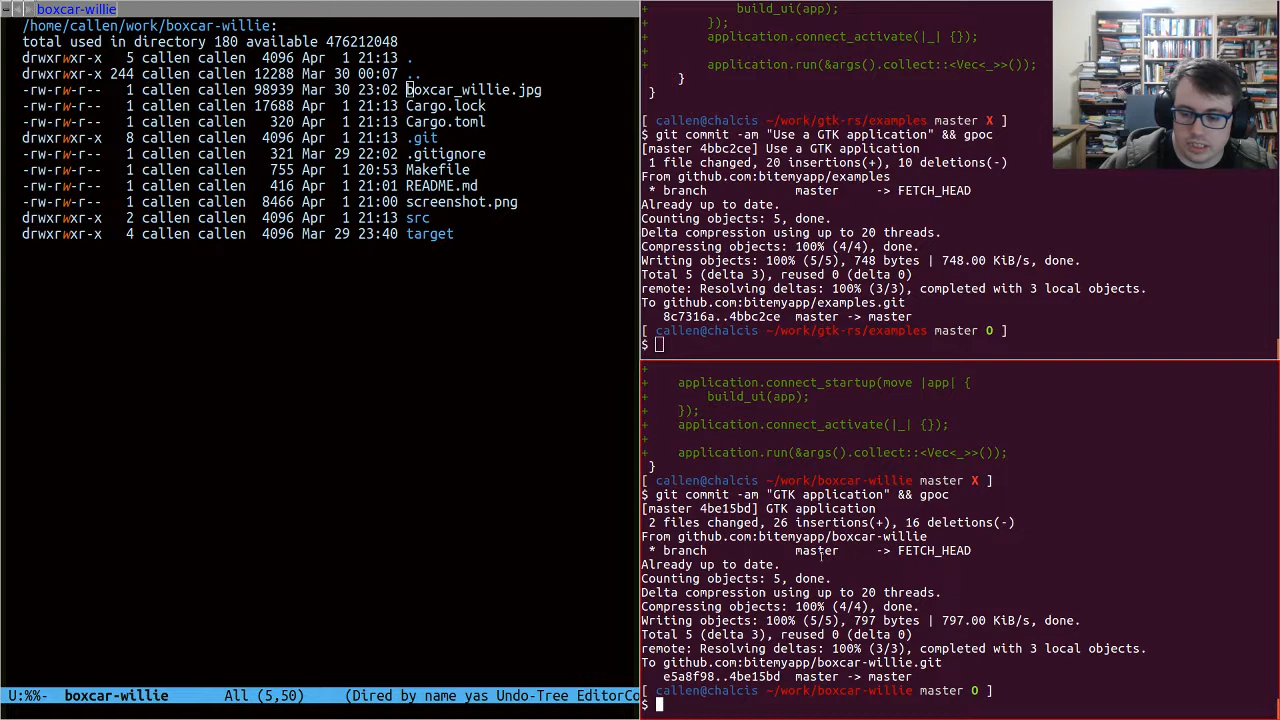 boxcar-willie
/home/callen/work/boxcar-willie:
total used in directory 180 available 476212048
drwxrwxr-x   5 callen callen  4096 Apr  1 21:13 .
drwxrwxr-x 244 callen callen 12288 Mar 30 00:07 ..
-rw-rw-r--   1 callen callen 98939 Mar 30 23:02 boxcar_willie.jpg
-rw-rw-r--   1 callen callen 17688 Apr  1 21:13 Cargo.lock
-rw-rw-r--   1 callen callen   320 Apr  1 21:13 Cargo.toml
drwxrwxr-x   8 callen callen  4096 Apr  1 21:13 .git
-rw-rw-r--   1 callen callen   321 Mar 29 22:02 .gitignore
-rw-rw-r--   1 callen callen   755 Apr  1 20:53 Makefile
-rw-rw-r--   1 callen callen   416 Apr  1 21:01 README.md
-rw-rw-r--   1 callen callen  8466 Apr  1 21:00 screenshot.png
drwxrwxr-x   2 callen callen  4096 Apr  1 21:13 src
drwxrwxr-x   4 callen callen  4096 Mar 29 23:40 target
U:%%-  boxcar-willie      All (5,50)     (Dired by name yas Undo-Tree EditorCo
+            build_ui(app);
+        });
+        application.connect_activate(|_| {});
+
+        application.run(&args().collect::<Vec<_>>());
     }
 }
[ callen@chalcis ~/work/gtk-rs/examples master X ]
$ git commit -am "Use a GTK application" && gpoc
[master 4bbc2ce] Use a GTK application
 1 file changed, 20 insertions(+), 10 deletions(-)
From github.com:bitemyapp/examples
 * branch            master     -> FETCH_HEAD
Already up to date.
Counting objects: 5, done.
Delta compression using up to 20 threads.
Compressing objects: 100% (4/4), done.
Writing objects: 100% (5/5), 748 bytes | 748.00 KiB/s, done.
Total 5 (delta 3), reused 0 (delta 0)
remote: Resolving deltas: 100% (3/3), completed with 3 local objects.
To github.com:bitemyapp/examples.git
   8c7316a..4bbc2ce  master -> master
[ callen@chalcis ~/work/gtk-rs/examples master O ]
$
+
+    application.connect_startup(move |app| {
+        build_ui(app);
+    });
+    application.connect_activate(|_| {});
+
+    application.run(&args().collect::<Vec<_>>());
 }
[ callen@chalcis ~/work/boxcar-willie master X ]
$ git commit -am "GTK application" && gpoc
[master 4be15bd] GTK application
 2 files changed, 26 insertions(+), 16 deletions(-)
From github.com:bitemyapp/boxcar-willie
 * branch            master     -> FETCH_HEAD
Already up to date.
Counting objects: 5, done.
Delta compression using up to 20 threads.
Compressing objects: 100% (4/4), done.
Writing objects: 100% (5/5), 797 bytes | 797.00 KiB/s, done.
Total 5 (delta 3), reused 0 (delta 0)
remote: Resolving deltas: 100% (3/3), completed with 3 local objects.
To github.com:bitemyapp/boxcar-willie.git
   e5a8f98..4be15bd  master -> master
[ callen@chalcis ~/work/boxcar-willie master O ]
$